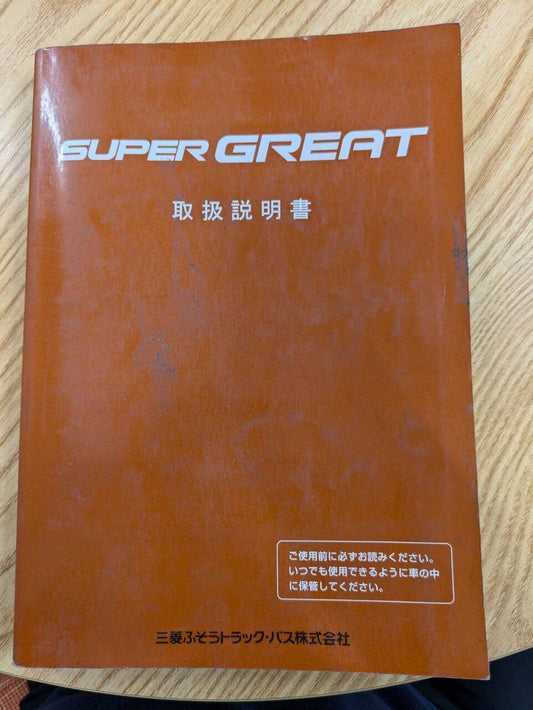 SUPER GREAT
取扱説明書
ご使用前に必ずお読みください。
いつでも使用できるように車の中
に保管してください。
三菱ふそうトラック・バス株式会社